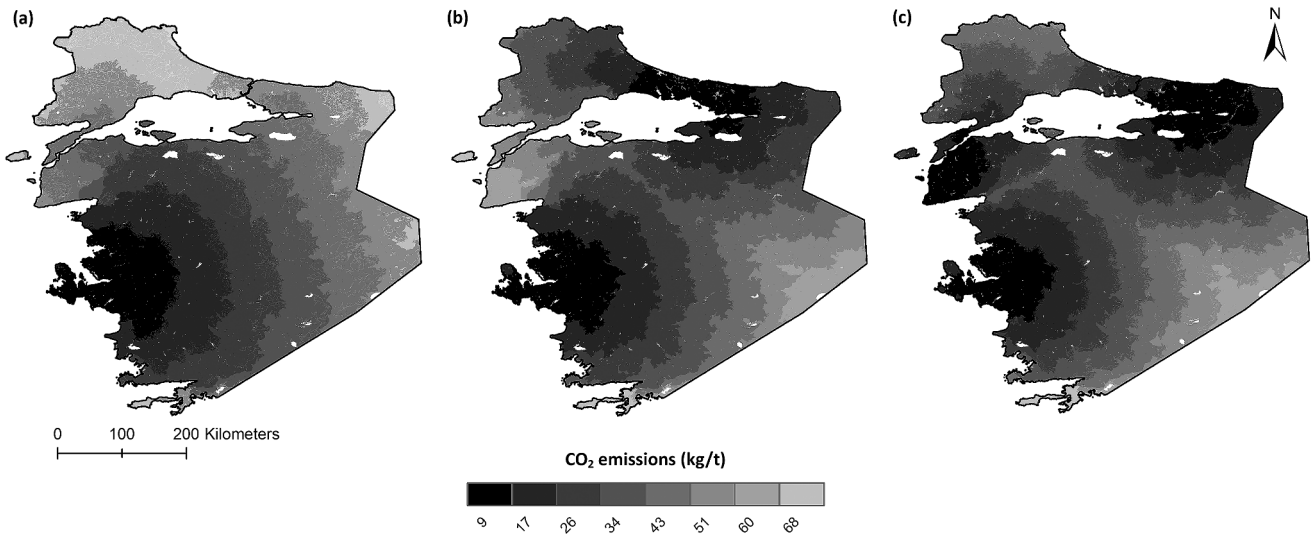 (a)
(b)
(c)
N
0 100 200 Kilometers
CO₂ emissions (kg/t)
9 17 26 34 43 51 60 68